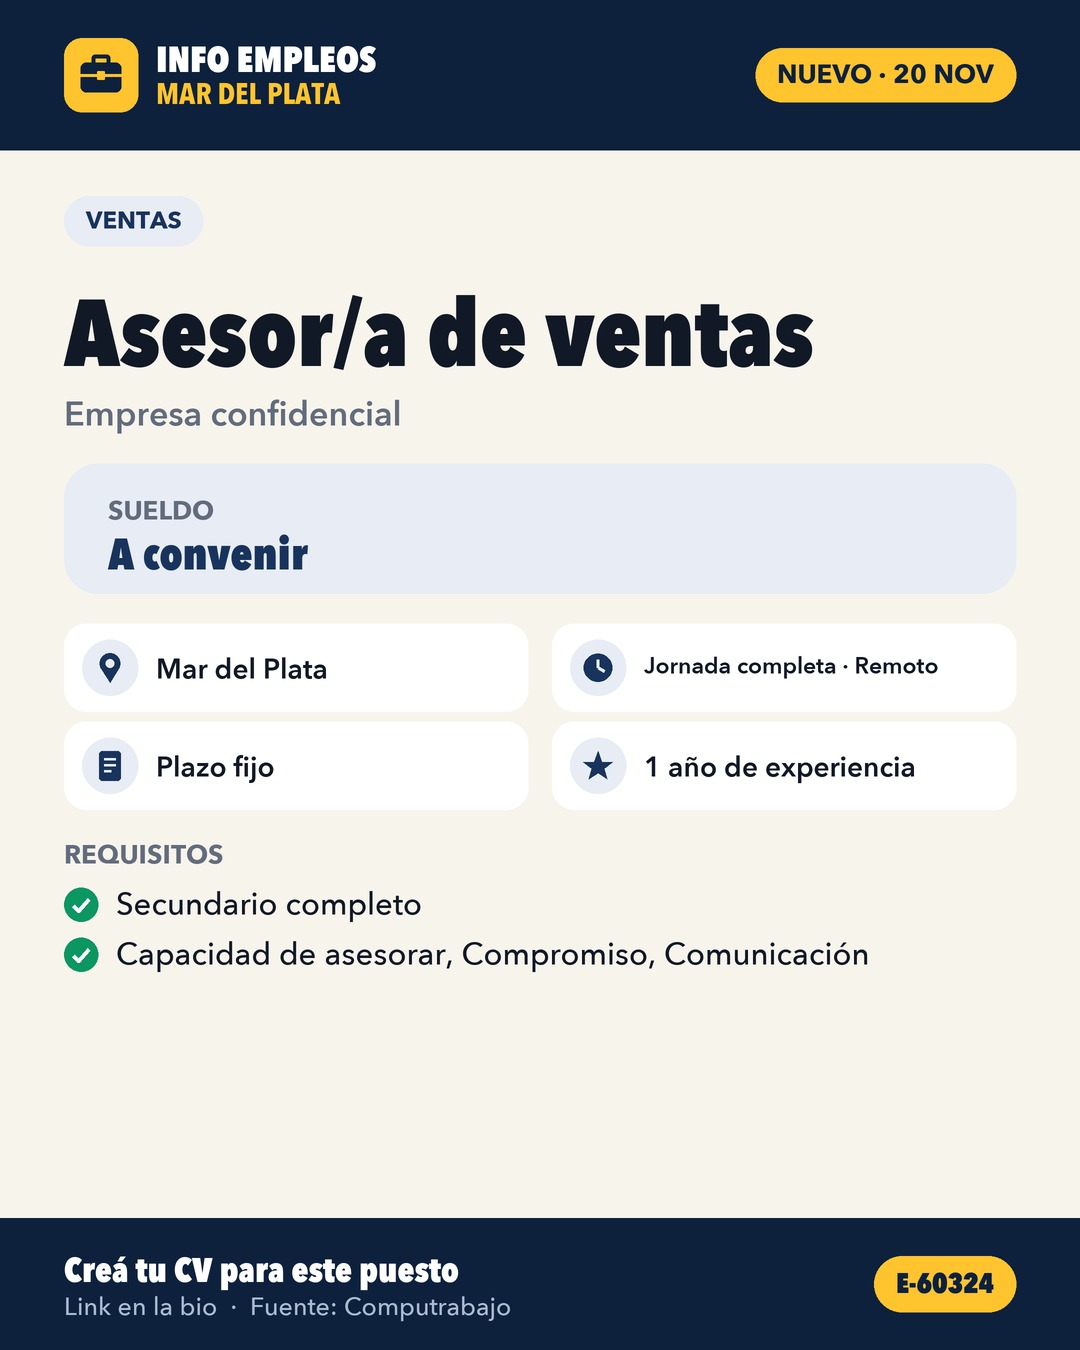 INFO EMPLEOS
MAR DEL PLATA
NUEVO · 20 NOV
VENTAS
Asesor/a de ventas
Empresa confidencial
SUELDO
A convenir
Mar del Plata
Jornada completa · Remoto
Plazo fijo
1 año de experiencia
REQUISITOS
Secundario completo
Capacidad de asesorar, Compromiso, Comunicación
Creá tu CV para este puesto
Link en la bio · Fuente: Computrabajo
E-60324